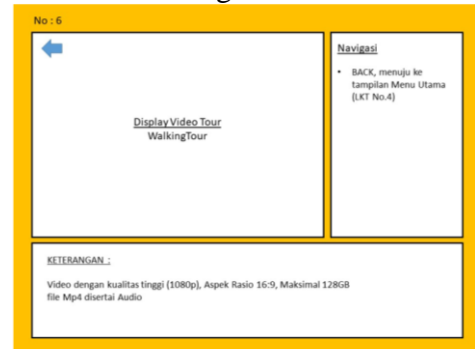 No : 6
Display Video Tour
WalkingTour
Navigasi
• BACK, menuju ke
tampilan Menu Utama
(LKT No.4)
KETERANGAN :
Video dengan kualitas tinggi (1080p), Aspek Rasio 16:9, Maksimal 128GB
file Mp4 disertai Audio